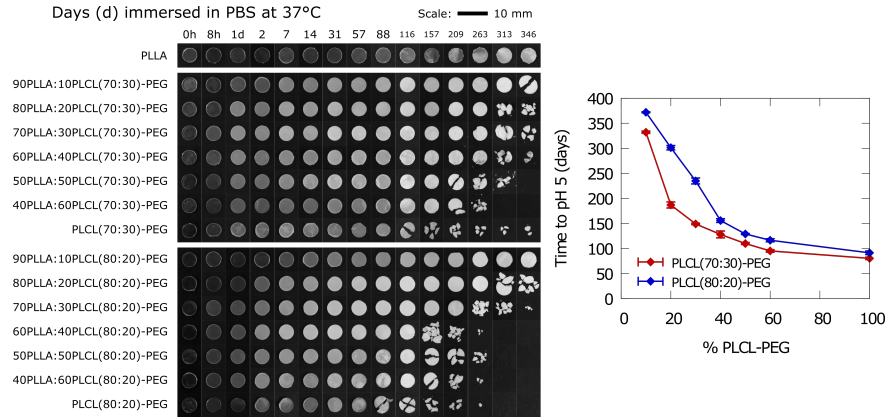 Days (d) immersed in PBS at 37°C
Scale: 10 mm
0h 8h 1d 2 7 14 31 57 88 116 157 209 263 313 346
PLLA
90PLLA:10PLCL(70:30)-PEG
80PLLA:20PLCL(70:30)-PEG
70PLLA:30PLCL(70:30)-PEG
60PLLA:40PLCL(70:30)-PEG
50PLLA:50PLCL(70:30)-PEG
40PLLA:60PLCL(70:30)-PEG
PLCL(70:30)-PEG
90PLLA:10PLCL(80:20)-PEG
80PLLA:20PLCL(80:20)-PEG
70PLLA:30PLCL(80:20)-PEG
60PLLA:40PLCL(80:20)-PEG
50PLLA:50PLCL(80:20)-PEG
40PLLA:60PLCL(80:20)-PEG
PLCL(80:20)-PEG
Time to pH 5 (days)
400
350
300
250
200
150
100
50
0
PLCL(70:30)-PEG
PLCL(80:20)-PEG
0 20 40 60 80 100
% PLCL-PEG